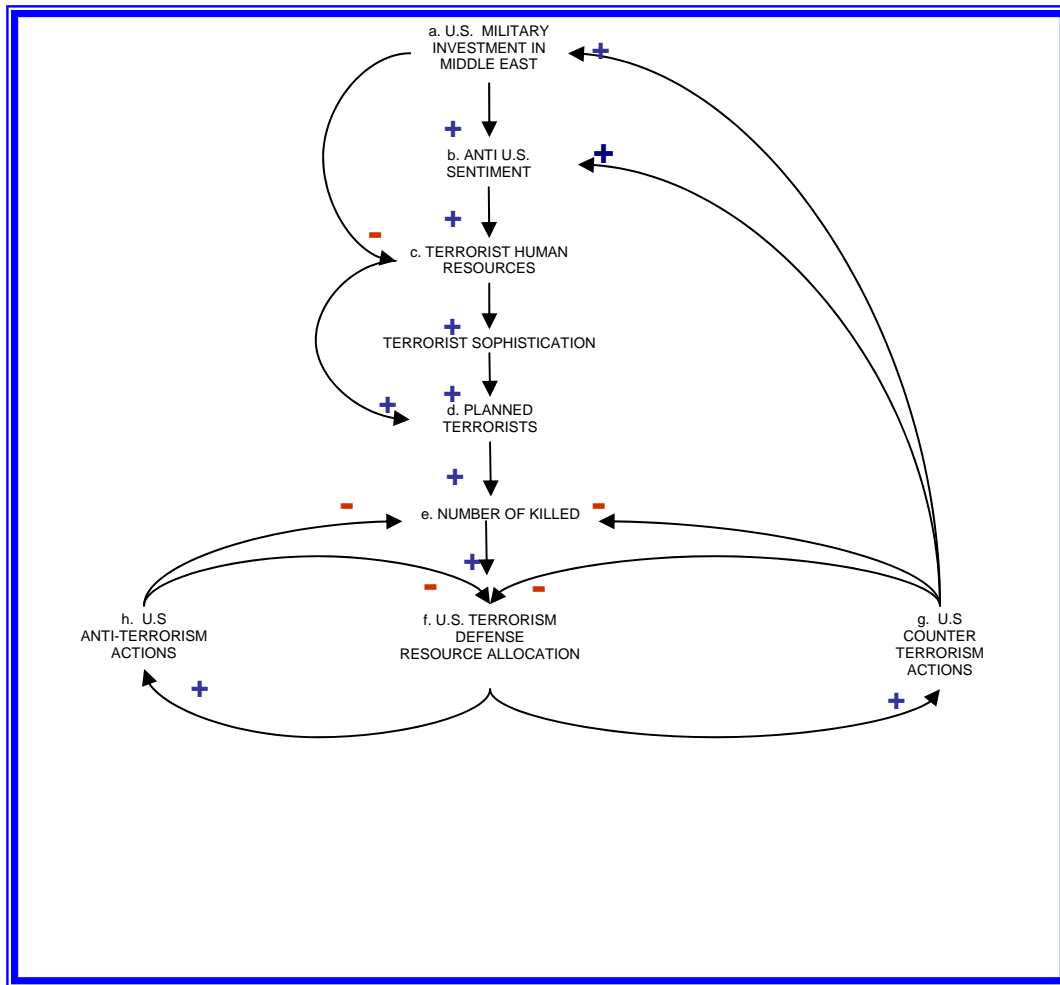 a. U.S. MILITARY
INVESTMENT IN
MIDDLE EAST
+
+
+
b. ANTI U.S.
SENTIMENT
+
-
c. TERRORIST HUMAN
RESOURCES
+
TERRORIST SOPHISTICATION
+
+
d. PLANNED
TERRORISTS
+
-
-
e. NUMBER OF KILLED
+
-
-
h. U.S
ANTI-TERRORISM
ACTIONS
f. U.S. TERRORISM
DEFENSE
RESOURCE ALLOCATION
g. U.S
COUNTER
TERRORISM
ACTIONS
+
+